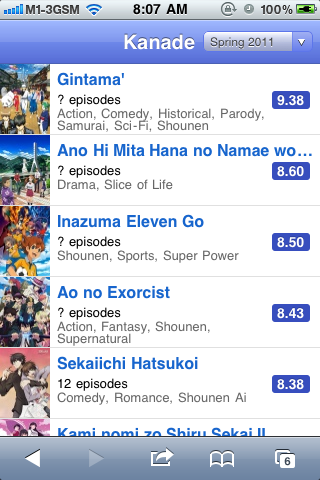 M1-3GSM 8:07 AM 100%
Kanade Spring 2011
Gintama'
? episodes 9.38
Action, Comedy, Historical, Parody,
Samurai, Sci-Fi, Shounen
Ano Hi Mita Hana no Namae wo...
? episodes 8.60
Drama, Slice of Life
Inazuma Eleven Go
? episodes 8.50
Shounen, Sports, Super Power
Ao no Exorcist
? episodes 8.43
Action, Fantasy, Shounen,
Supernatural
Sekaiichi Hatsukoi
12 episodes 8.38
Comedy, Romance, Shounen Ai
Kami nomi zo Shiru Sekai II
6